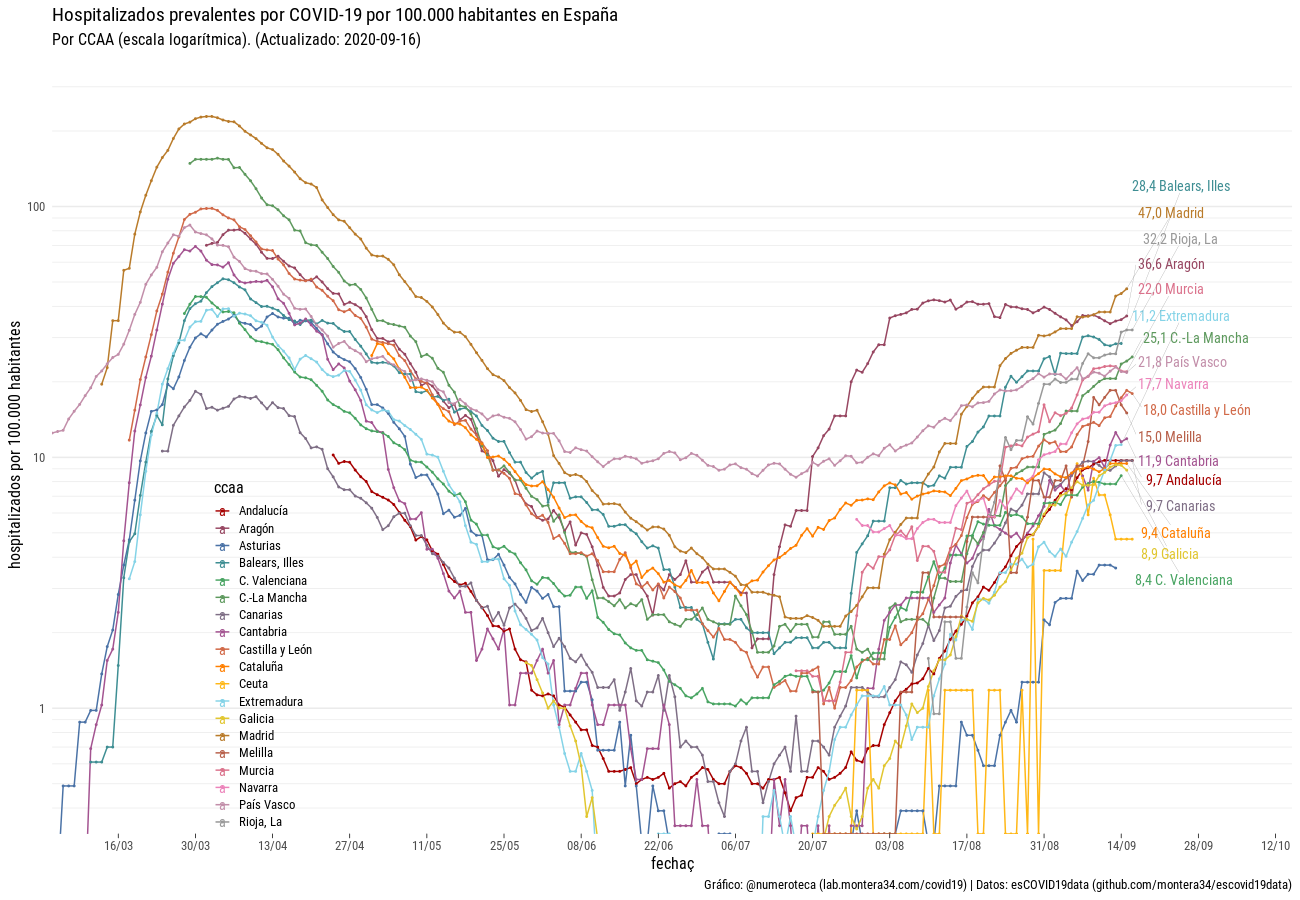 Hospitalizados prevalentes por COVID-19 por 100.000 habitantes en España
Por CCAA (escala logarítmica). (Actualizado: 2020-09-16)
hospitalizados por 100.000 habitantes
100
10
1
28,4 Balears, Illes
47,0 Madrid
32,2 Rioja, La
36,6 Aragón
22,0 Murcia
11,2 Extremadura
25,1 C.-La Mancha
21,8 País Vasco
17,7 Navarra
18,0 Castilla y León
15,0 Melilla
11,9 Cantabria
9,7 Andalucía
9,7 Canarias
9,4 Cataluña
8,9 Galicia
8,4 C. Valenciana
ccaa
Andalucía
Aragón
Asturias
Balears, Illes
C. Valenciana
C.-La Mancha
Canarias
Cantabria
Castilla y León
Cataluña
Ceuta
Extremadura
Galicia
Madrid
Melilla
Murcia
Navarra
País Vasco
Rioja, La
16/03 30/03 13/04 27/04 11/05 25/05 08/06 22/06 06/07 20/07 03/08 17/08 31/08 14/09 28/09 12/10
fechaç
Gráfico: @numeroteca (lab.montera34.com/covid19) | Datos: esCOVID19data (github.com/montera34/escovid19data)